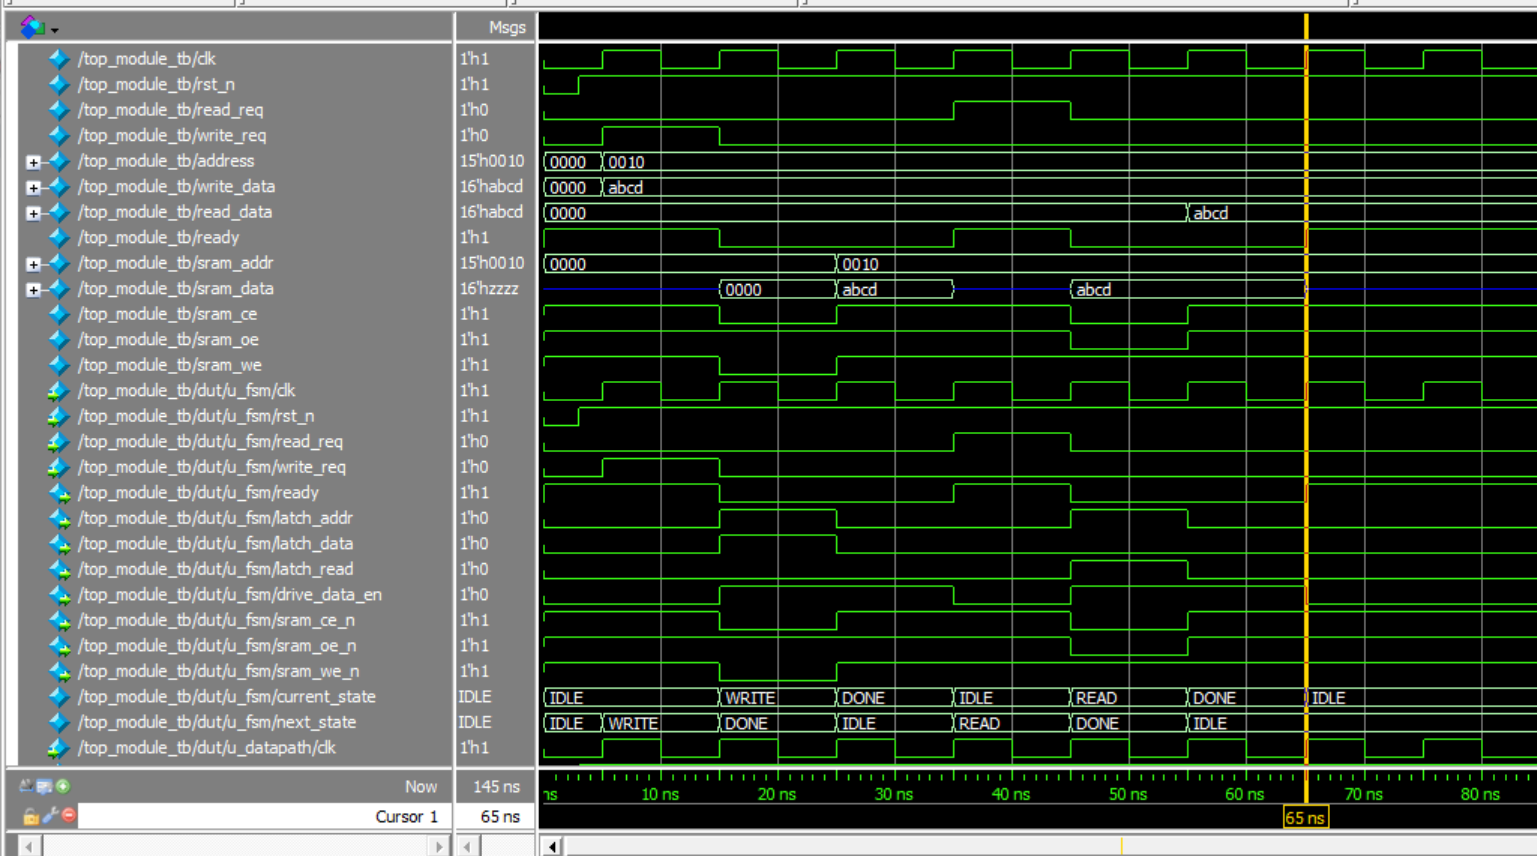 Msgs
/top_module_tb/clk 1'h1
/top_module_tb/rst_n 1'h1
/top_module_tb/read_req 1'h0
/top_module_tb/write_req 1'h0
/top_module_tb/address 15'h0010 0000 0010
/top_module_tb/write_data 16'habcd 0000 abcd
/top_module_tb/read_data 16'habcd 0000 abcd
/top_module_tb/ready 1'h1
/top_module_tb/sram_addr 15'h0010 0000 0010
/top_module_tb/sram_data 16'hzzzz 0000 abcd abcd
/top_module_tb/sram_ce 1'h1
/top_module_tb/sram_oe 1'h1
/top_module_tb/sram_we 1'h1
/top_module_tb/dut/u_fsm/clk 1'h1
/top_module_tb/dut/u_fsm/rst_n 1'h1
/top_module_tb/dut/u_fsm/read_req 1'h0
/top_module_tb/dut/u_fsm/write_req 1'h0
/top_module_tb/dut/u_fsm/ready 1'h1
/top_module_tb/dut/u_fsm/latch_addr 1'h0
/top_module_tb/dut/u_fsm/latch_data 1'h0
/top_module_tb/dut/u_fsm/latch_read 1'h0
/top_module_tb/dut/u_fsm/drive_data_en 1'h0
/top_module_tb/dut/u_fsm/sram_ce_n 1'h1
/top_module_tb/dut/u_fsm/sram_oe_n 1'h1
/top_module_tb/dut/u_fsm/sram_we_n 1'h1
/top_module_tb/dut/u_fsm/current_state IDLE IDLE WRITE DONE IDLE READ DONE IDLE
/top_module_tb/dut/u_fsm/next_state IDLE IDLE WRITE DONE IDLE READ DONE IDLE
/top_module_tb/dut/u_datapath/clk 1'h1
Now 145 ns ns 10 ns 20 ns 30 ns 40 ns 50 ns 60 ns 70 ns 80 ns
Cursor 1 65 ns 65 ns